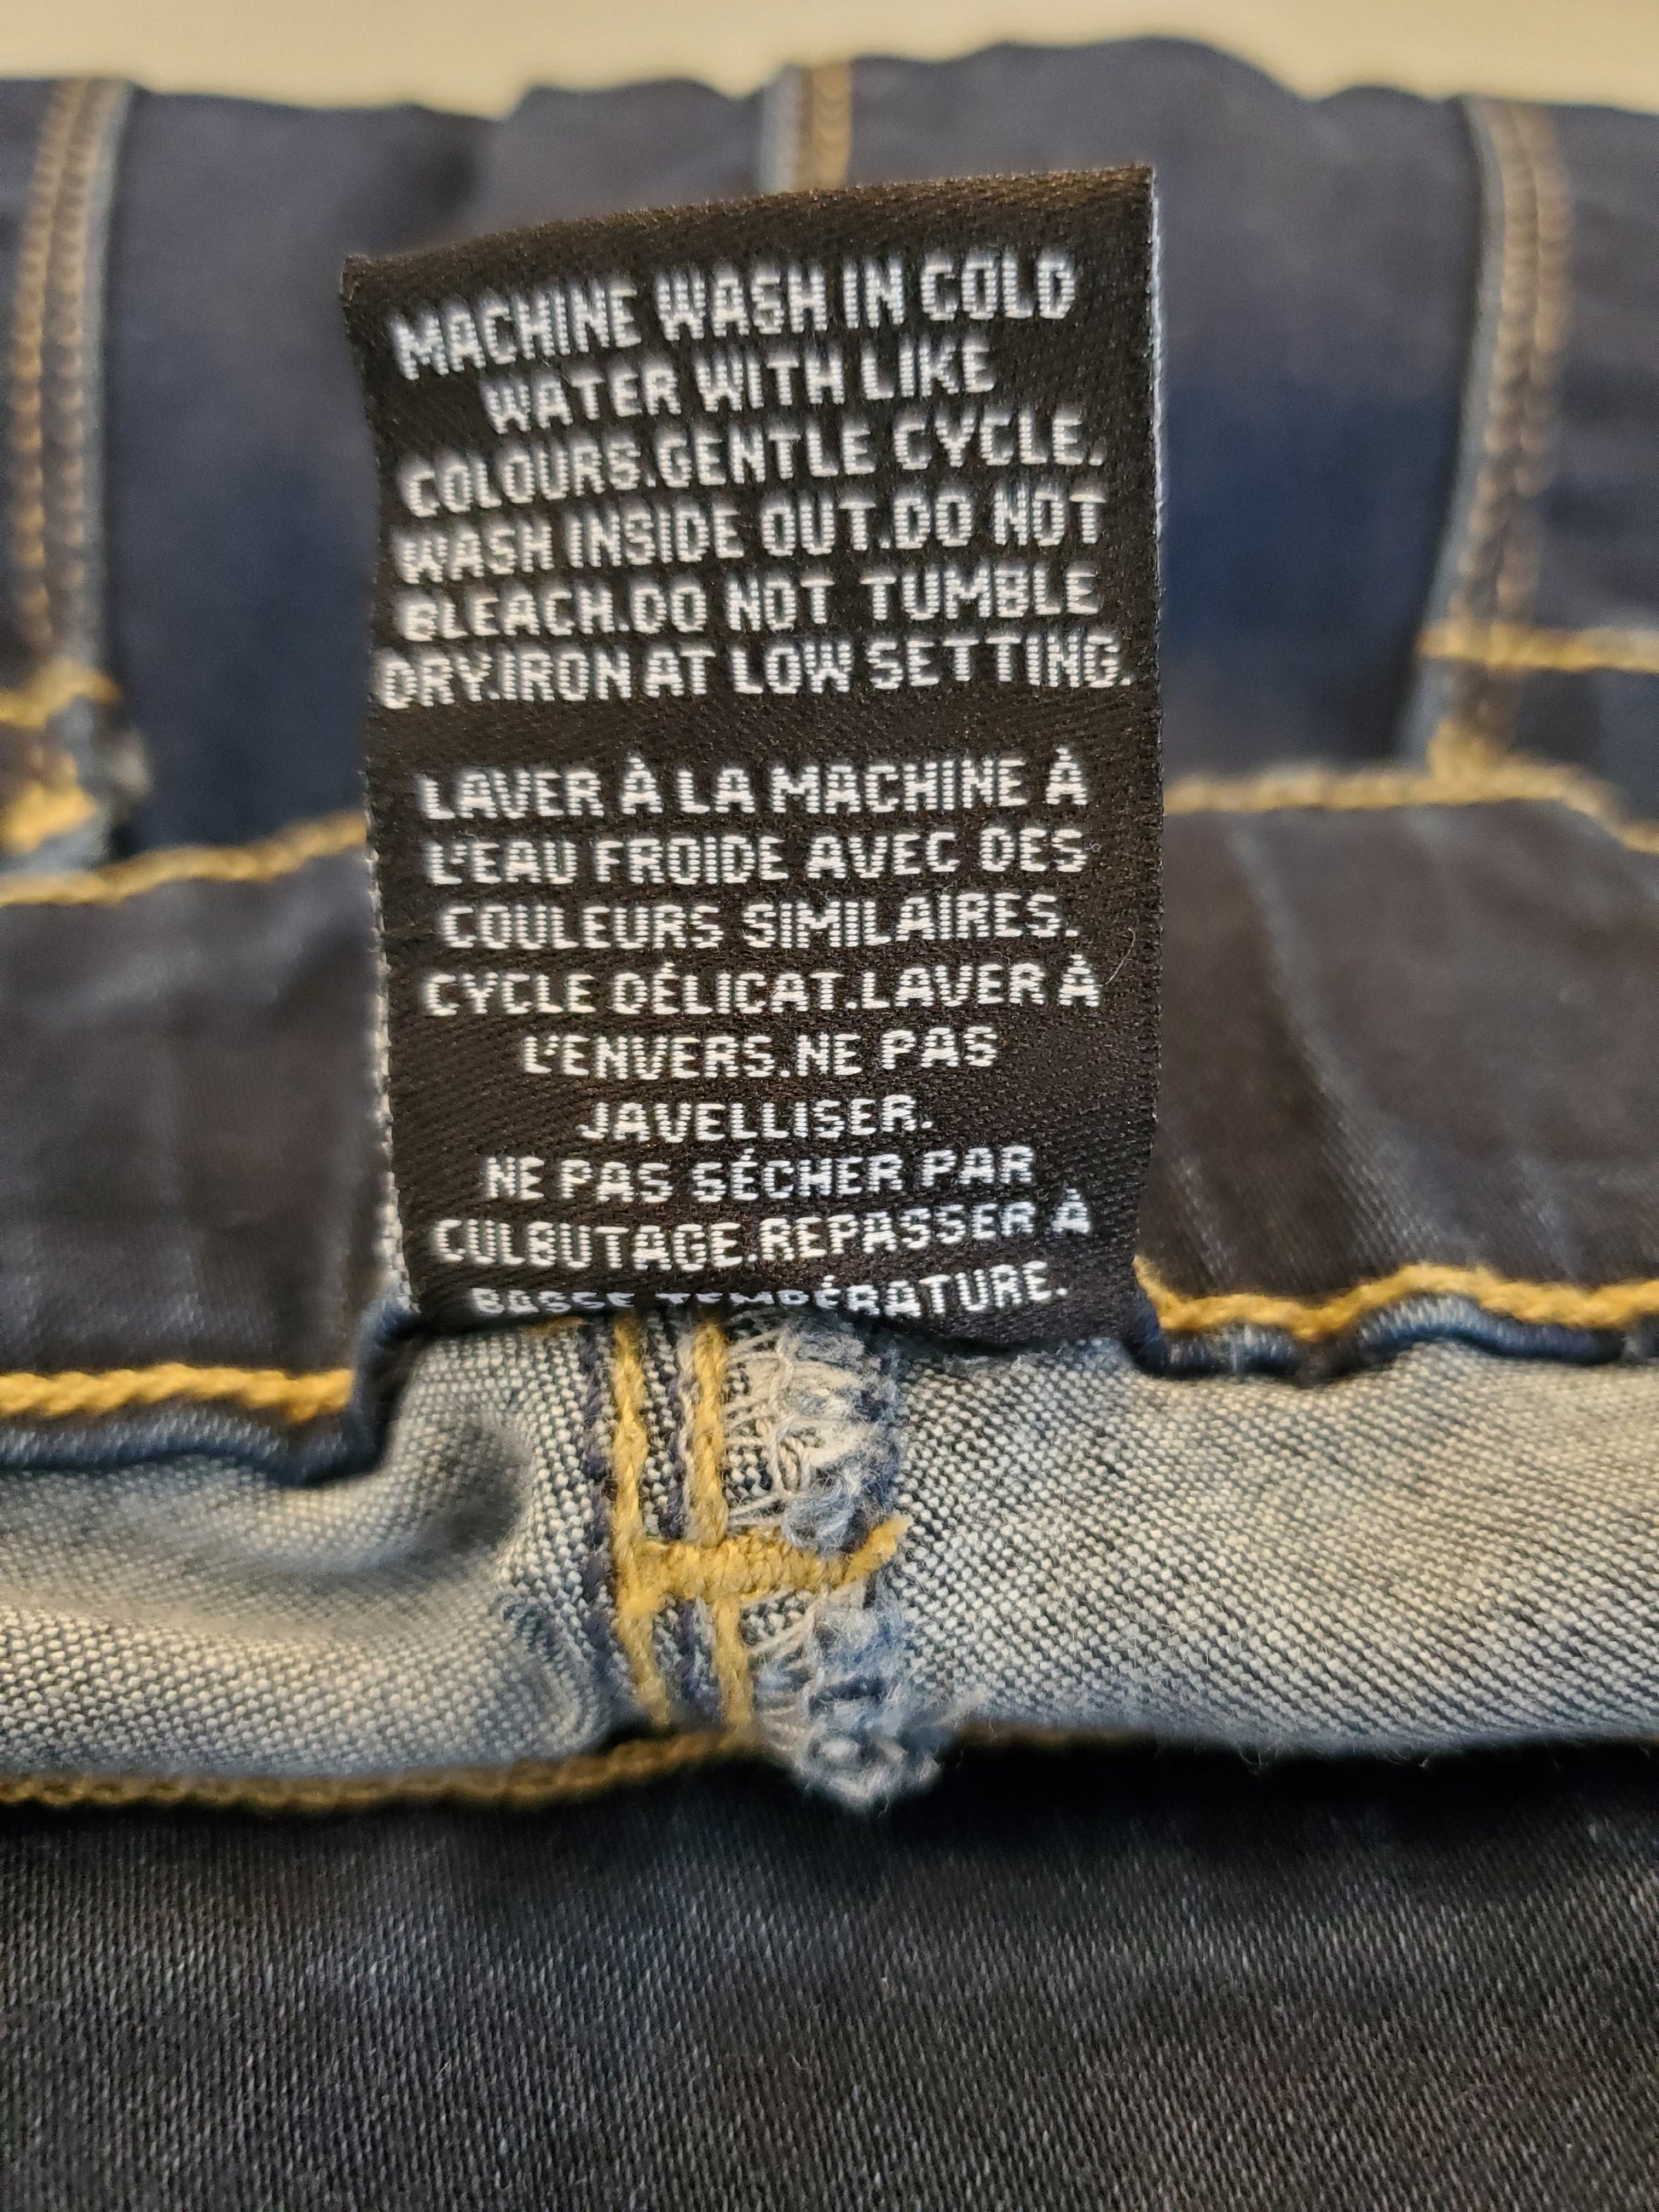 MACHINE WASH IN COLD
WATER WITH LIKE
COLOURS.GENTLE CYCLE.
WASH INSIDE OUT.DO NOT
BLEACH.DO NOT TUMBLE
DRY.IRON AT LOW SETTING.
LAVER À LA MACHINE À
L'EAU FROIDE AVEC DES
COULEURS SIMILAIRES.
CYCLE DÉLICAT.LAVER À
L'ENVERS.NE PAS
JAVELLISER.
NE PAS SÉCHER PAR
CULBUTAGE.REPASSER À
BASSE TEMPÉRATURE.